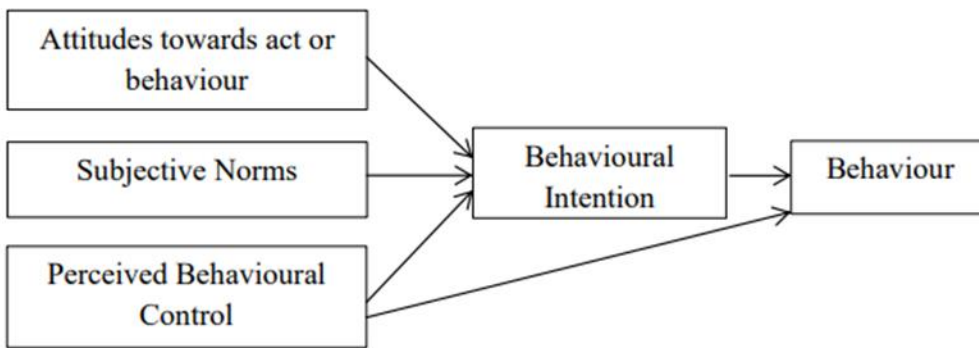 Attitudes towards act or
behaviour
Subjective Norms
Perceived Behavioural
Control
Behavioural
Intention
Behaviour